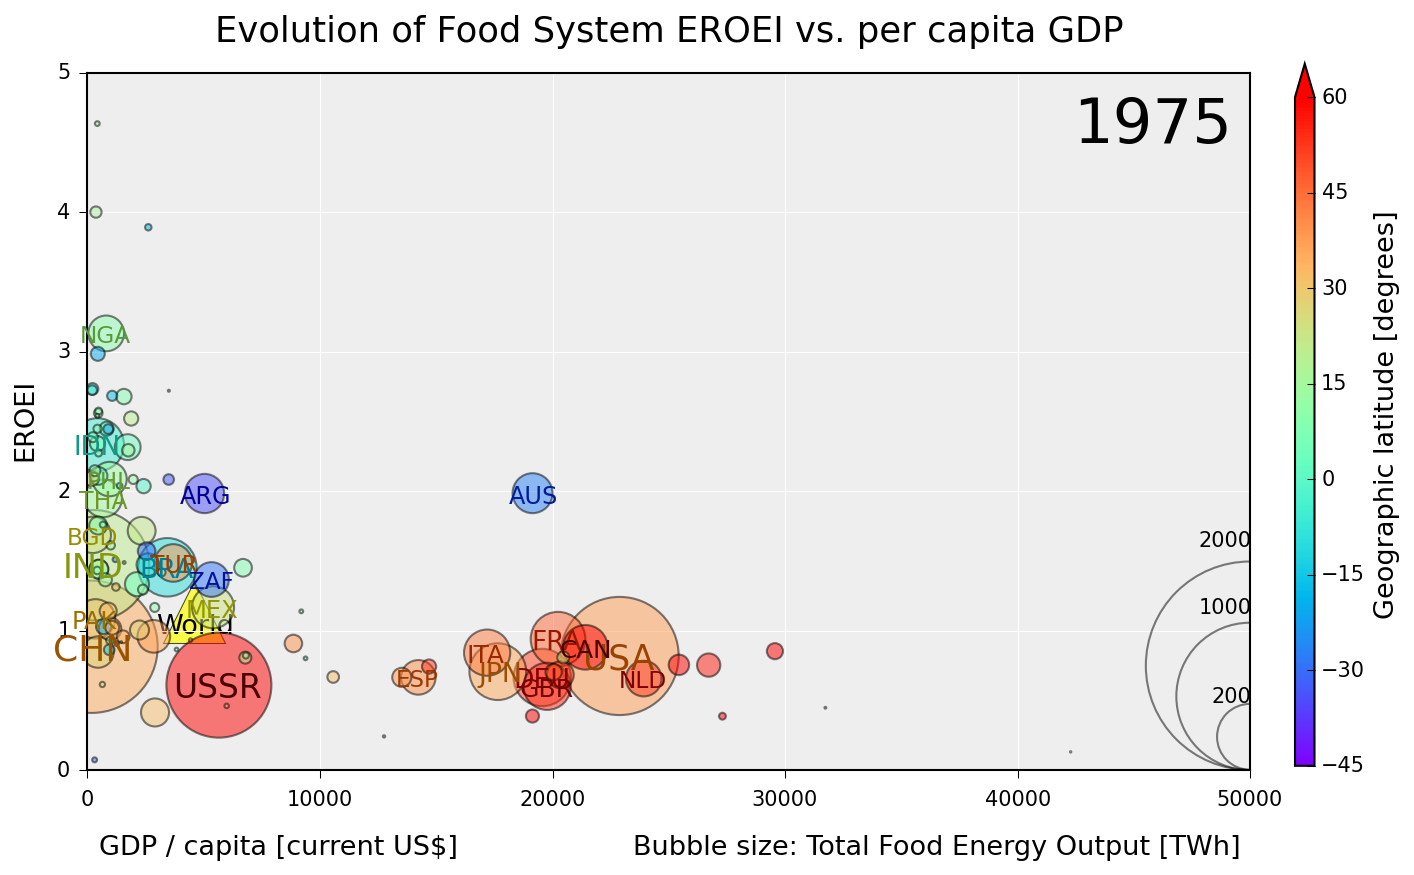 Evolution of Food System EROEI vs. per capita GDP
1975
5
4
3
2
1
0
EROEI
NGA
IDN
PHL
THA
ARG
AUS
BGD
IND
BRA
TUR
ZAF
MEX
PAK
World
CHN
USSR
ITA
FRA
CAN
USA
ESP
JPN
DEU
GBR
NLD
2000
1000
200
0
10000
20000
30000
40000
50000
GDP / capita [current US$]
Bubble size: Total Food Energy Output [TWh]
60
45
30
15
0
−15
−30
−45
Geographic latitude [degrees]